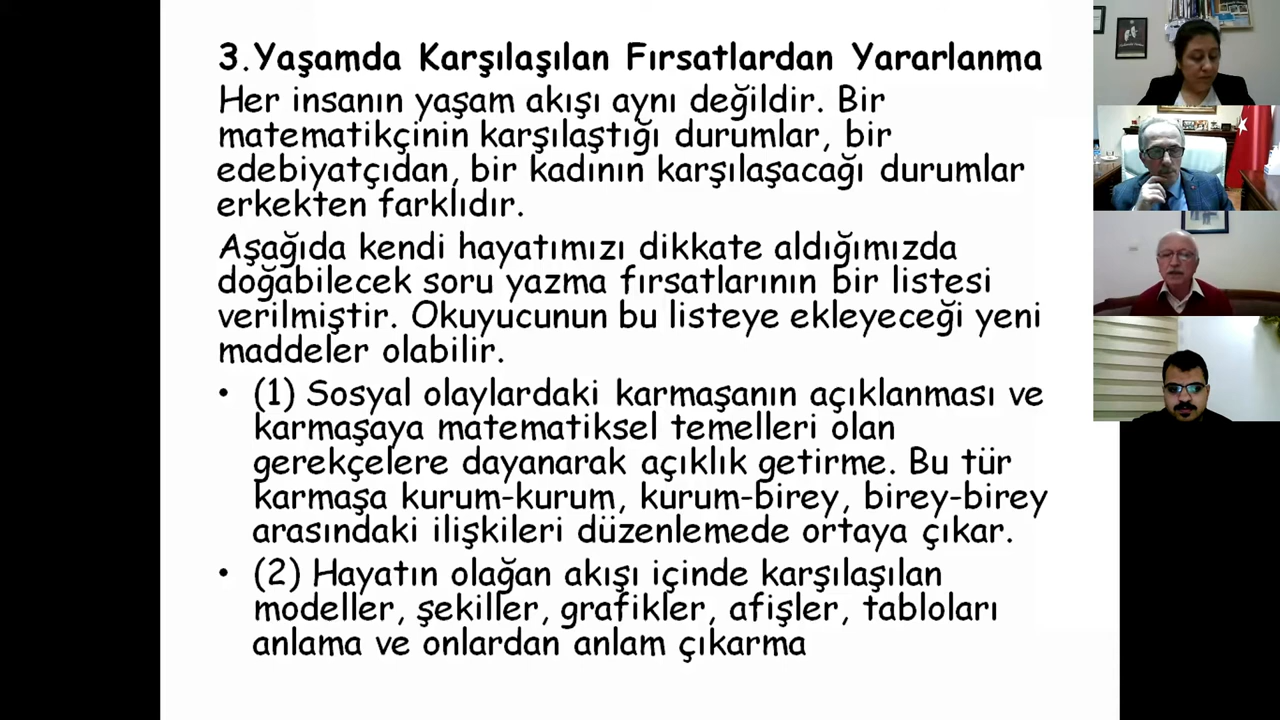 3.Yaşamda Karşılaşılan Fırsatlardan Yararlanma
Her insanın yaşam akışı aynı değildir. Bir
matematikçinin karşılaştığı durumlar, bir
edebiyatçıdan, bir kadının karşılaşacağı durumlar
erkekten farklıdır.
Aşağıda kendi hayatımızı dikkate aldığımızda
doğabilecek soru yazma fırsatlarının bir listesi
verilmiştir. Okuyucunun bu listeye ekleyeceği yeni
maddeler olabilir.
• (1) Sosyal olaylardaki karmaşanın açıklanması ve
karmaşaya matematiksel temelleri olan
gerekçelere dayanarak açıklık getirme. Bu tür
karmaşa kurum-kurum, kurum-birey, birey-birey
arasındaki ilişkileri düzenlemede ortaya çıkar.
• (2) Hayatın olağan akışı içinde karşılaşılan
modeller, şekiller, grafikler, afişler, tabloları
anlama ve onlardan anlam çıkarma